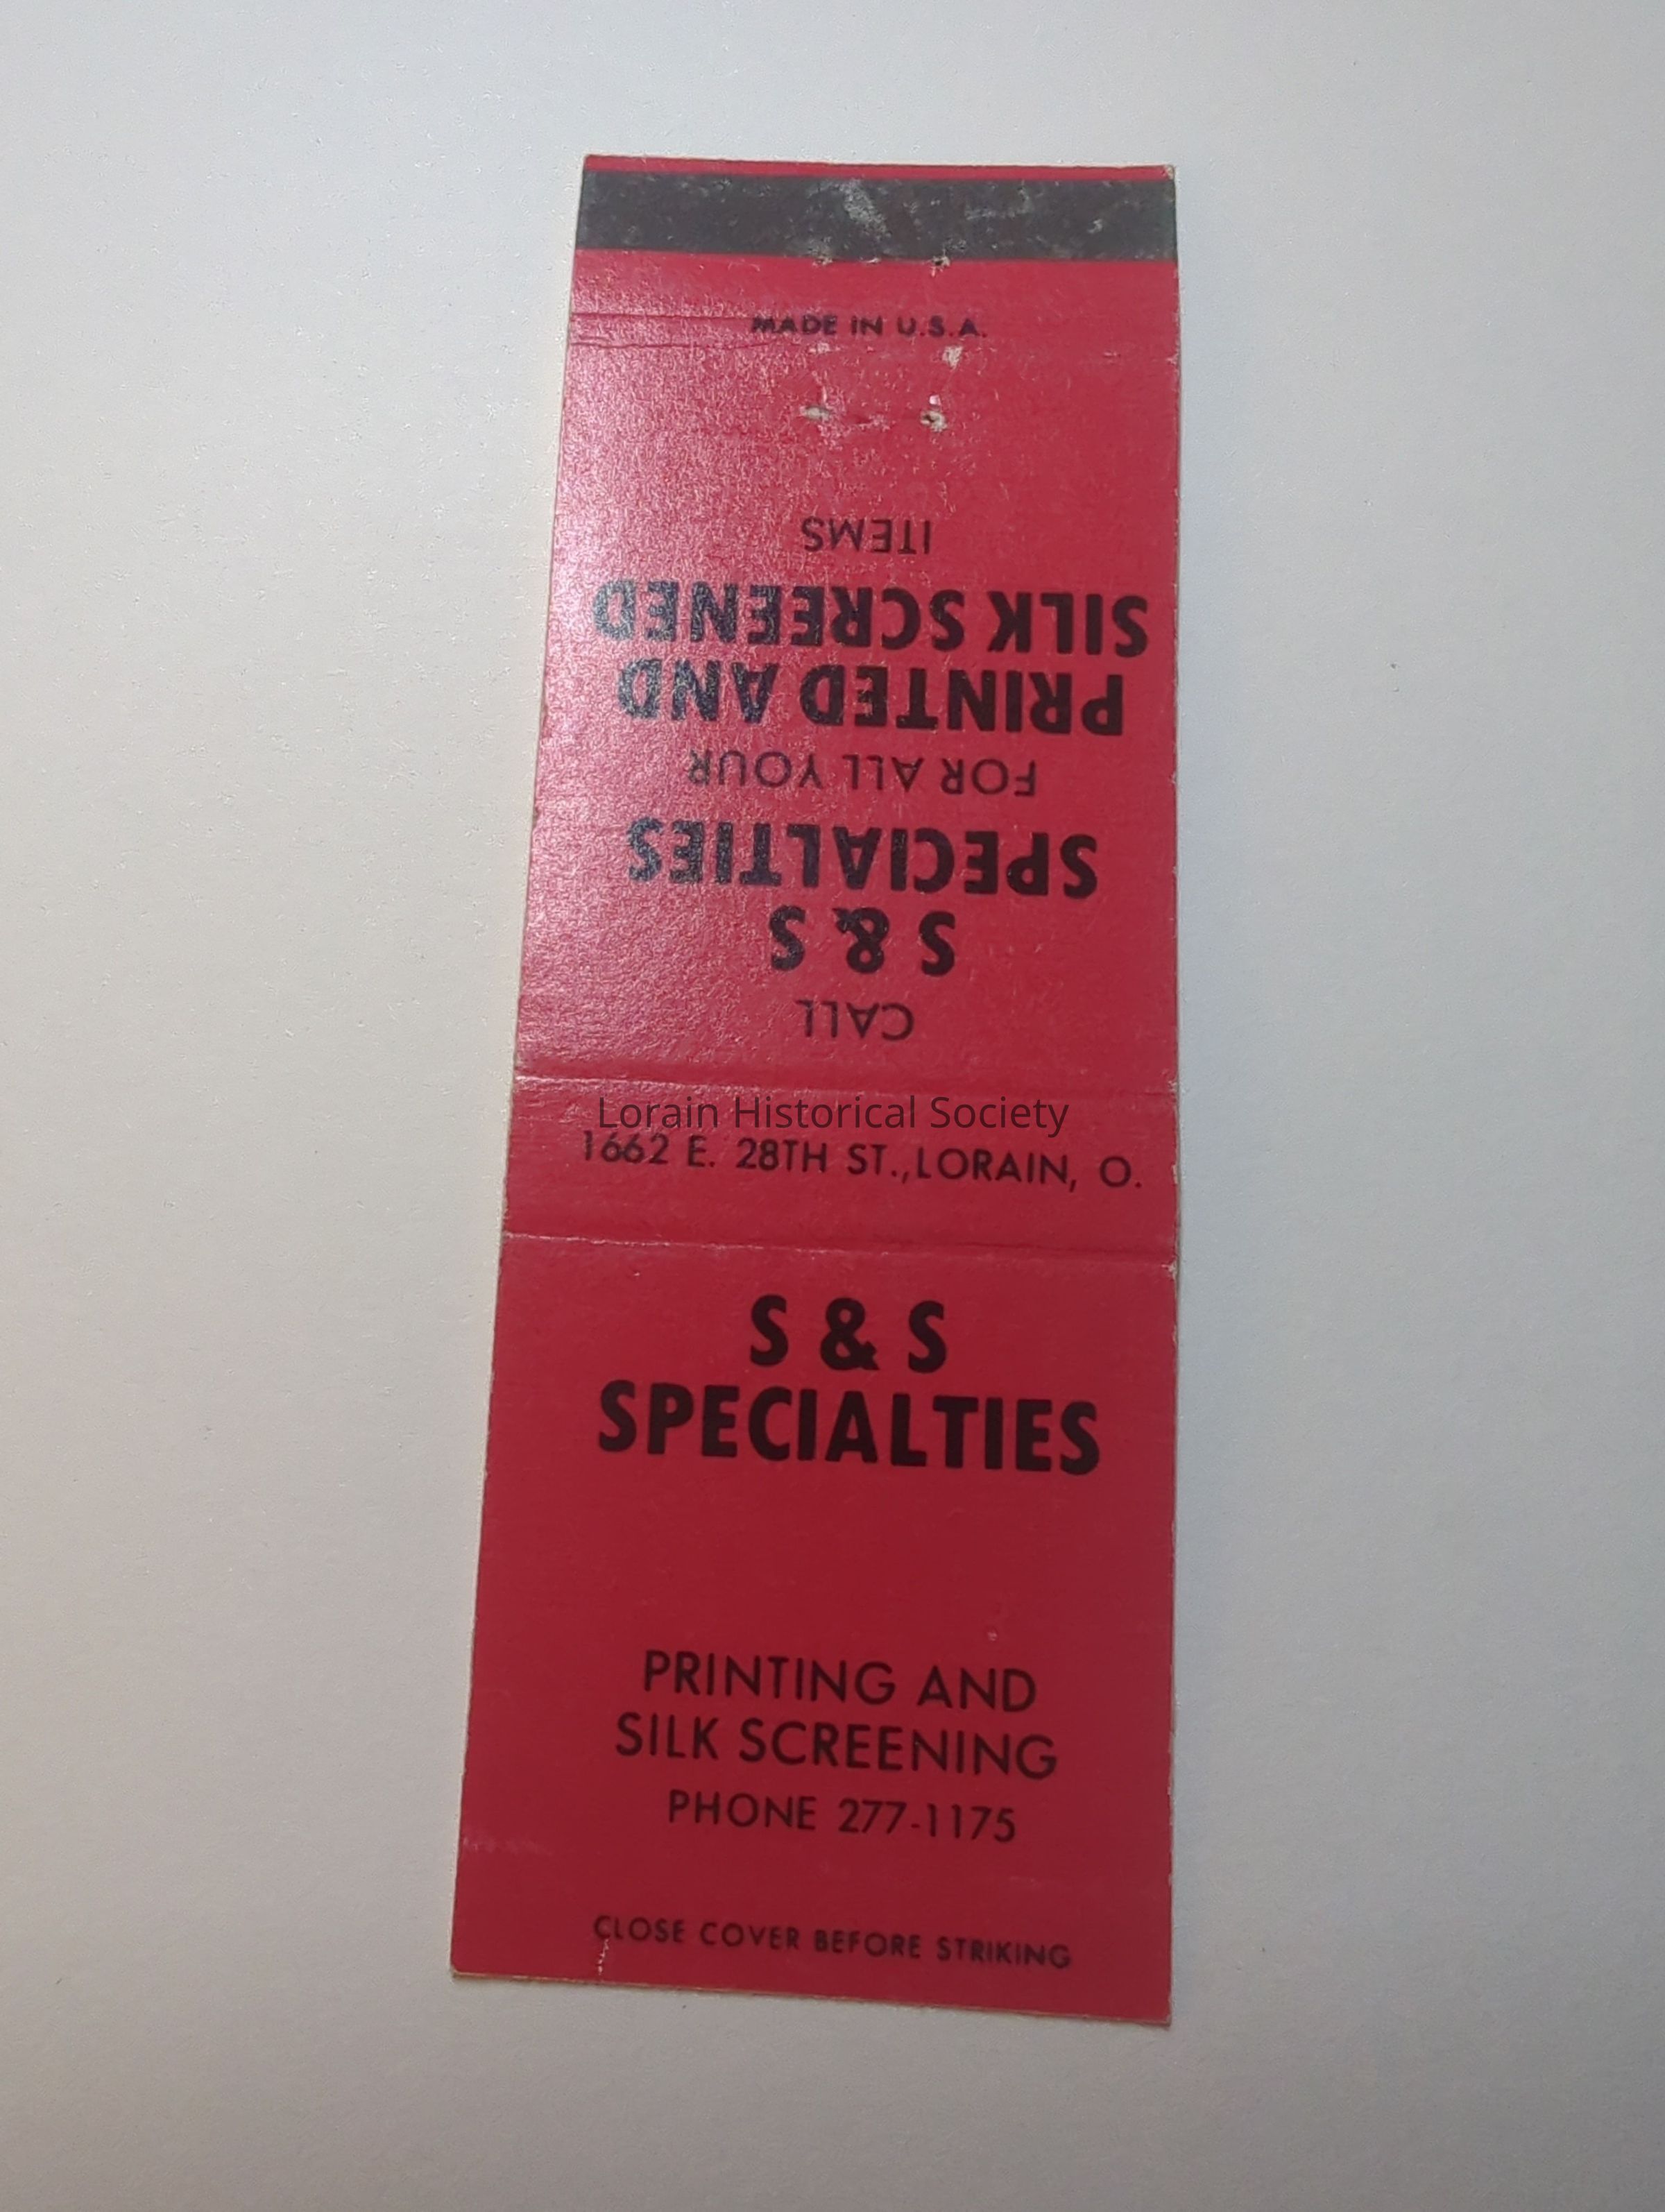 MADE IN U.S.A.
CALL
S & S
SPECIALTIES
FOR ALL YOUR
PRINTED AND
SILK SCREENED
ITEMS
Lorain Historical Society
1662 E. 28TH ST., LORAIN, O.
S & S
SPECIALTIES
PRINTING AND
SILK SCREENING
PHONE 277-1175
CLOSE COVER BEFORE STRIKING